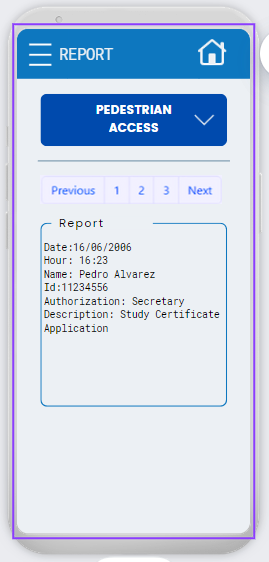 REPORT
PEDESTRIAN
ACCESS
Previous 1 2 3 Next
Report
Date:16/06/2006
Hour: 16:23
Name: Pedro Alvarez
Id:11234556
Authorization: Secretary
Description: Study Certificate
Application